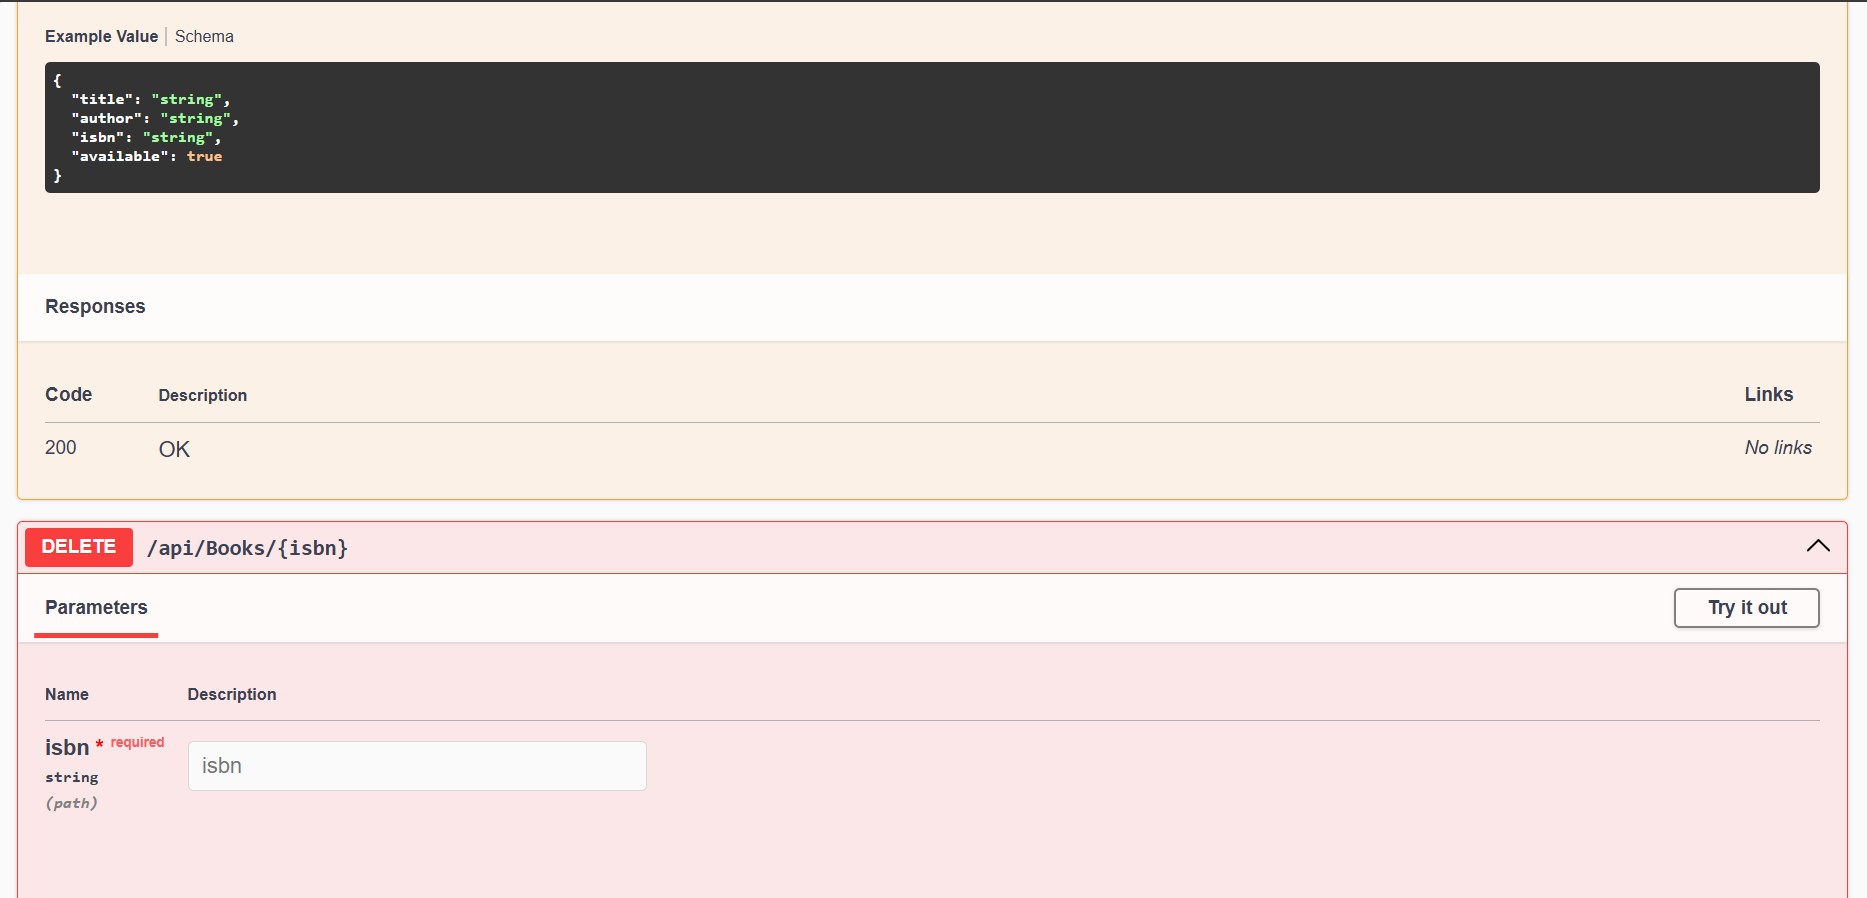 Example Value | Schema
{
  "title": "string",
  "author": "string",
  "isbn": "string",
  "available": true
}
Responses
Code Description Links
200 OK No links
DELETE /api/Books/{isbn}
Parameters Try it out
Name Description
isbn * required
isbn
string
(path)